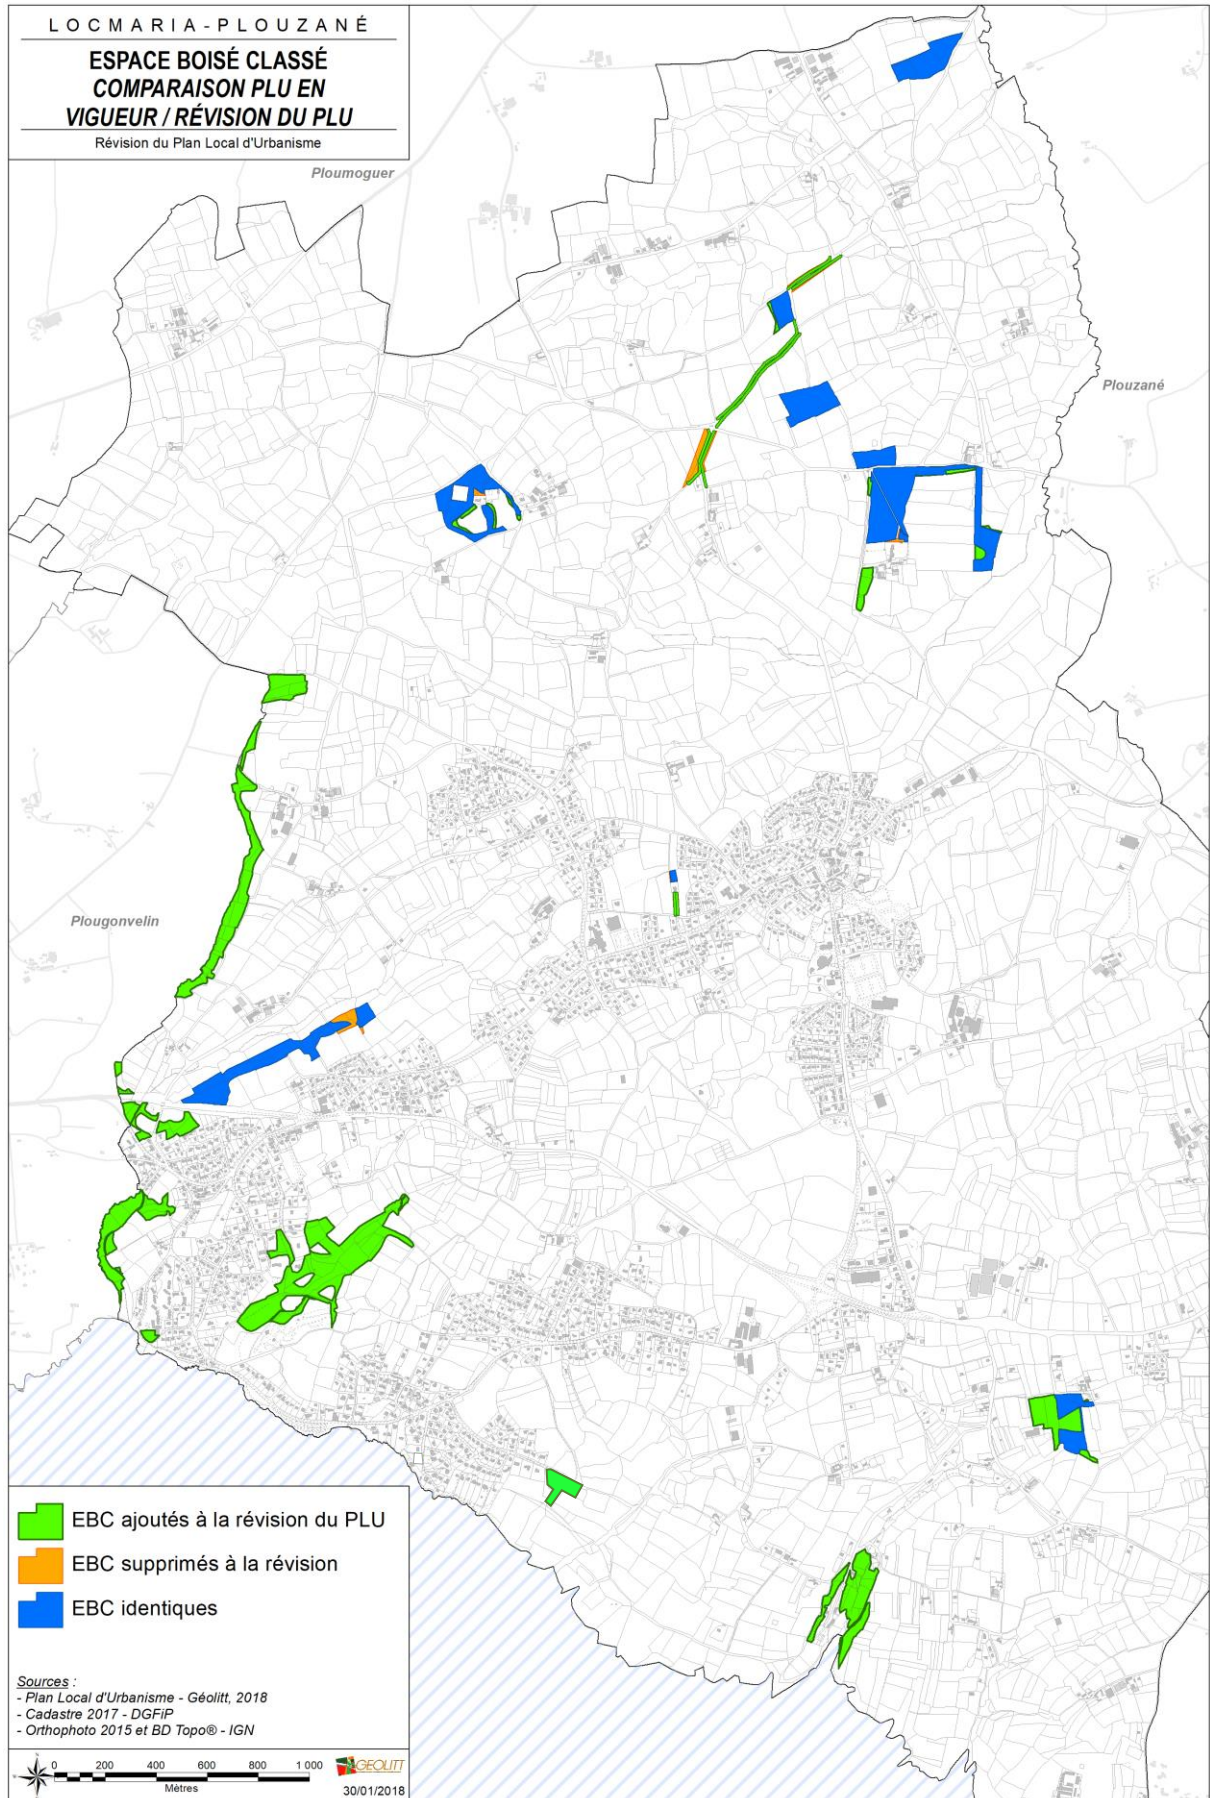 LOCMARIA-PLOUZANÉ
ESPACE BOISÉ CLASSÉ
COMPARAISON PLU EN
VIGUEUR / RÉVISION DU PLU
Révision du Plan Local d'Urbanisme
Ploumoguer
Plouzané
Plougonvelin
EBC ajoutés à la révision du PLU
EBC supprimés à la révision
EBC identiques
Sources :
- Plan Local d'Urbanisme - Géolitt, 2018
- Cadastre 2017 - DGFiP
- Orthophoto 2015 et BD Topo® - IGN
0 200 400 600 800 1 000
Mètres
GEOLITT
30/01/2018